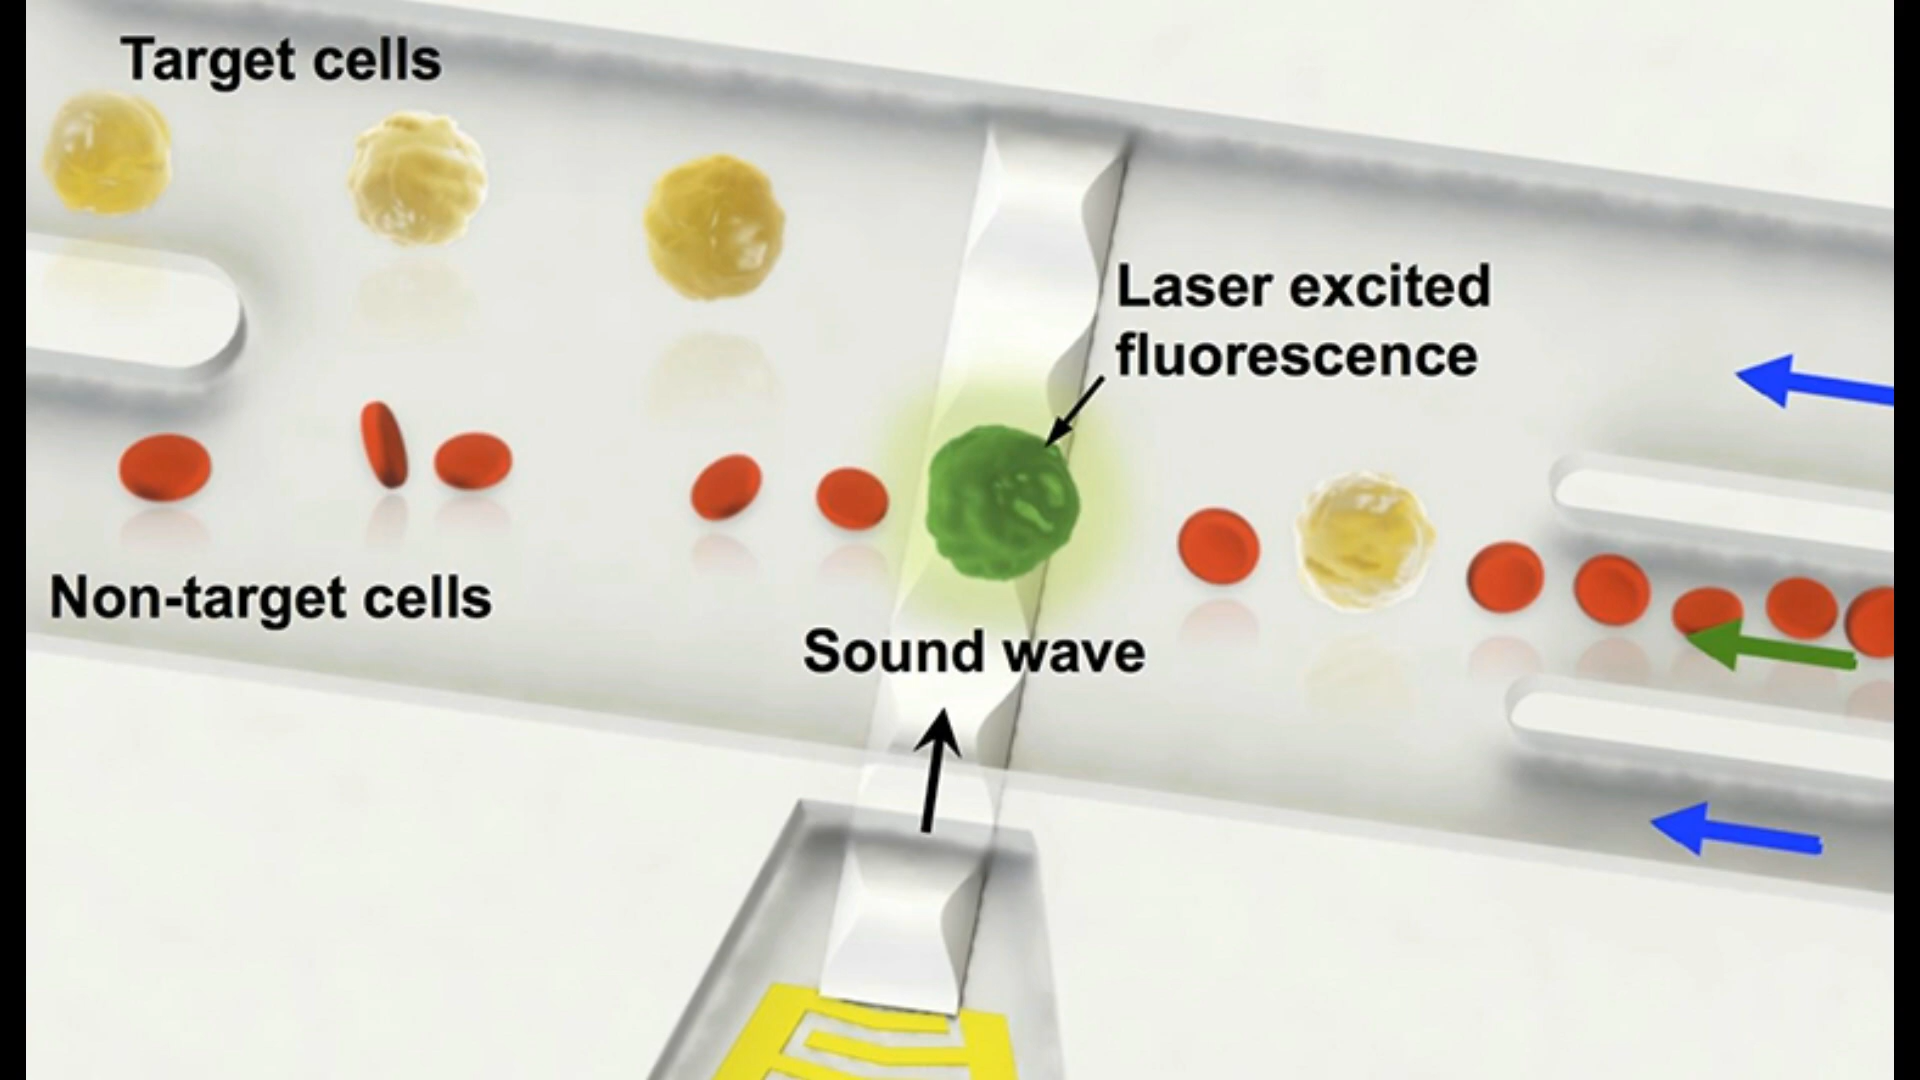 Target cells
Laser excited
fluorescence
Non-target cells
Sound wave